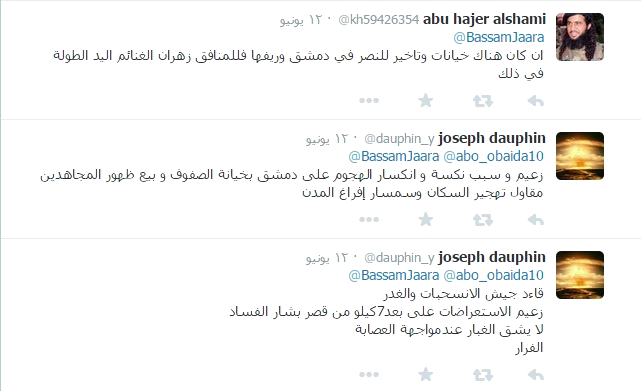 abu hajer alshami @kh59426354 · ١٢ يونيو
@BassamJaara
ان كان هناك خيانات وتاخير للنصر في دمشق وريفها فللمنافق زهران الغنائم اليد الطولة
في ذلك
joseph dauphin @dauphin_y · ١٢ يونيو
@BassamJaara @abo_obaida10
زعيم و سبب نكسة و انكسار الهجوم على دمشق بخيانة الصفوف و بيع ظهور المجاهدين
مقاول تهجير السكان وسمسار إفراغ المدن
joseph dauphin @dauphin_y · ١٢ يونيو
@BassamJaara @abo_obaida10
قاءد جيش الانسحبات والغدر
زعيم الاستعراضات على بعد7كيلو من قصر بشار الفساد
لا يشق الغبار عندمواجهة العصابة
الفرار